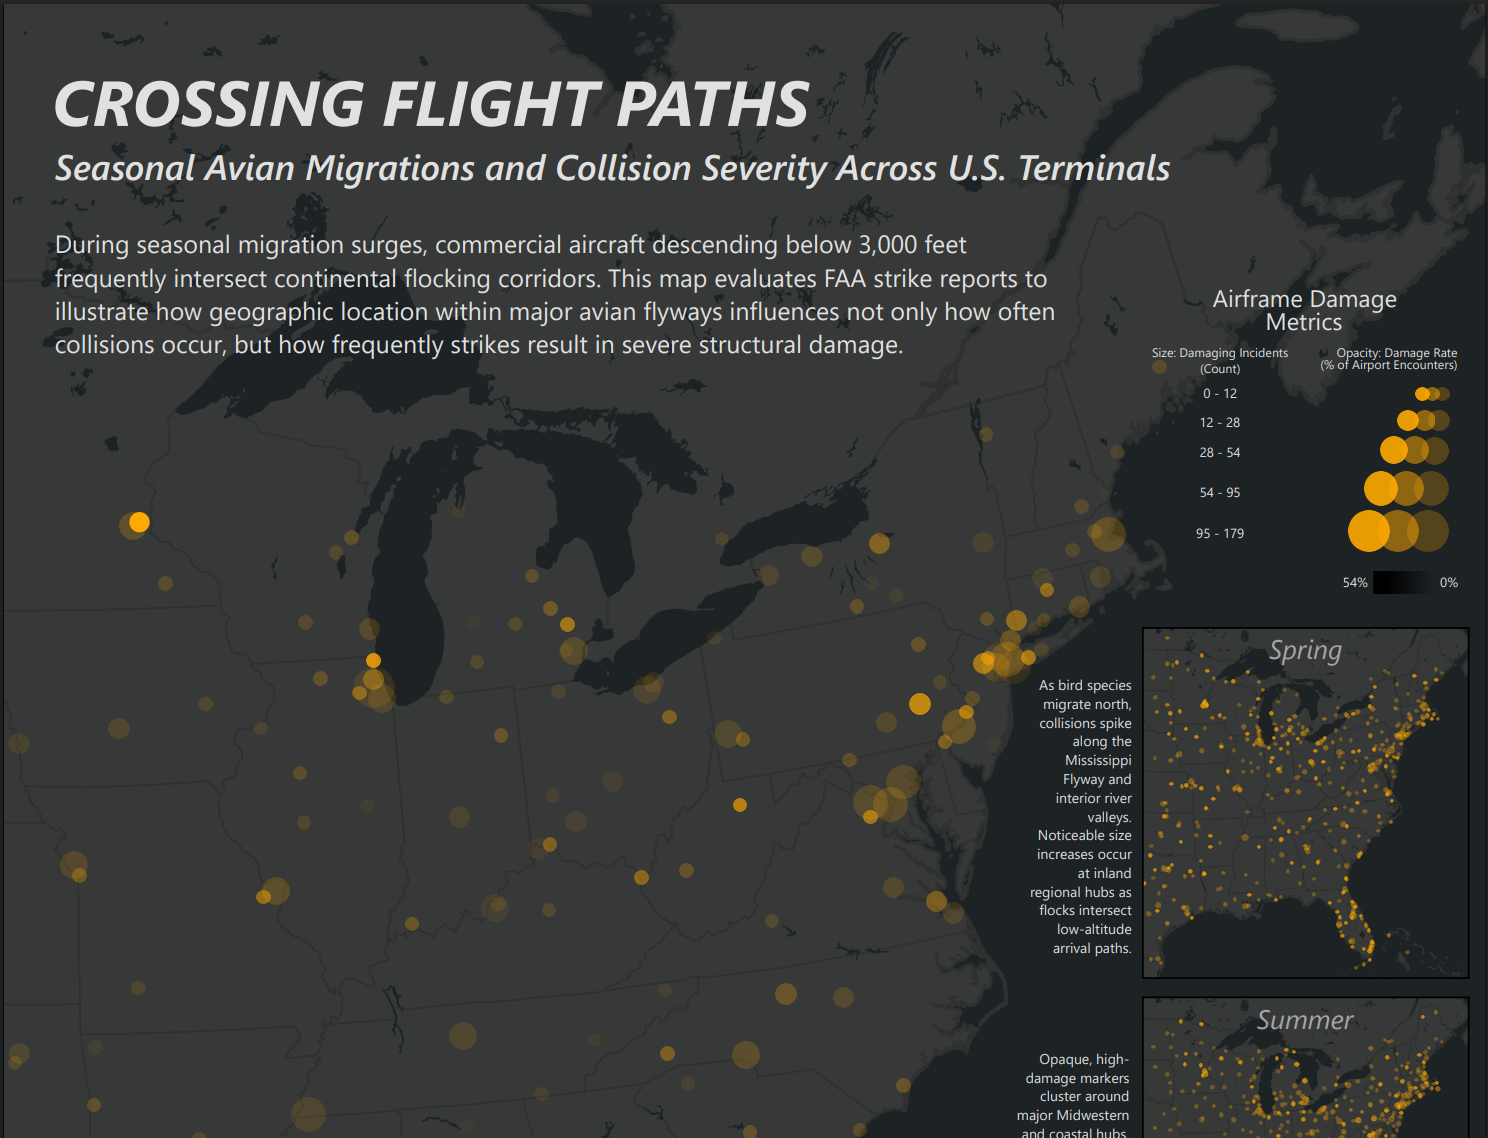 CROSSING FLIGHT PATHS
Seasonal Avian Migrations and Collision Severity Across U.S. Terminals
During seasonal migration surges, commercial aircraft descending below 3,000 feet
frequently intersect continental flocking corridors. This map evaluates FAA strike reports to
illustrate how geographic location within major avian flyways influences not only how often
collisions occur, but how frequently strikes result in severe structural damage.
Airframe Damage
Metrics
Size: Damaging Incidents
(Count)
Opacity: Damage Rate
(% of Airport Encounters)
0 - 12
12 - 28
28 - 54
54 - 95
95 - 179
54%
0%
Spring
As bird species
migrate north,
collisions spike
along the
Mississippi
Flyway and
interior river
valleys.
Noticeable size
increases occur
at inland
regional hubs as
flocks intersect
low-altitude
arrival paths.
Summer
Opaque, high-
damage markers
cluster around
major Midwestern
and coastal hubs